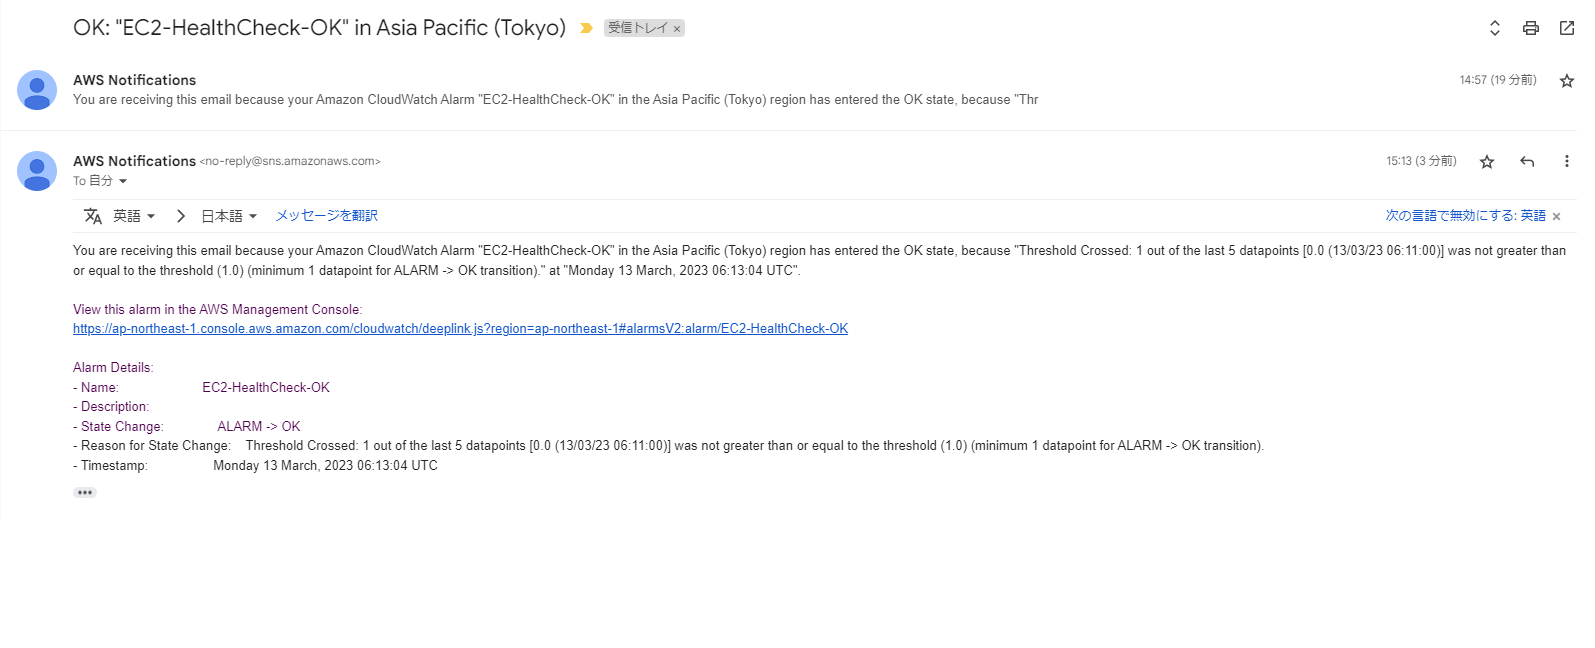 OK: "EC2-HealthCheck-OK" in Asia Pacific (Tokyo) 受信トレイ ×
AWS Notifications 14:57 (19 分前)
You are receiving this email because your Amazon CloudWatch Alarm "EC2-HealthCheck-OK" in the Asia Pacific (Tokyo) region has entered the OK state, because "Thr
AWS Notifications <no-reply@sns.amazonaws.com> 15:13 (3 分前)
To 自分
英語 日本語 メッセージを翻訳 次の言語で無効にする: 英語 ×
You are receiving this email because your Amazon CloudWatch Alarm "EC2-HealthCheck-OK" in the Asia Pacific (Tokyo) region has entered the OK state, because "Threshold Crossed: 1 out of the last 5 datapoints [0.0 (13/03/23 06:11:00)] was not greater than
or equal to the threshold (1.0) (minimum 1 datapoint for ALARM -> OK transition)." at "Monday 13 March, 2023 06:13:04 UTC".
View this alarm in the AWS Management Console:
https://ap-northeast-1.console.aws.amazon.com/cloudwatch/deeplink.js?region=ap-northeast-1#alarmsV2:alarm/EC2-HealthCheck-OK
Alarm Details:
- Name: EC2-HealthCheck-OK
- Description:
- State Change: ALARM -> OK
- Reason for State Change: Threshold Crossed: 1 out of the last 5 datapoints [0.0 (13/03/23 06:11:00)] was not greater than or equal to the threshold (1.0) (minimum 1 datapoint for ALARM -> OK transition).
- Timestamp: Monday 13 March, 2023 06:13:04 UTC